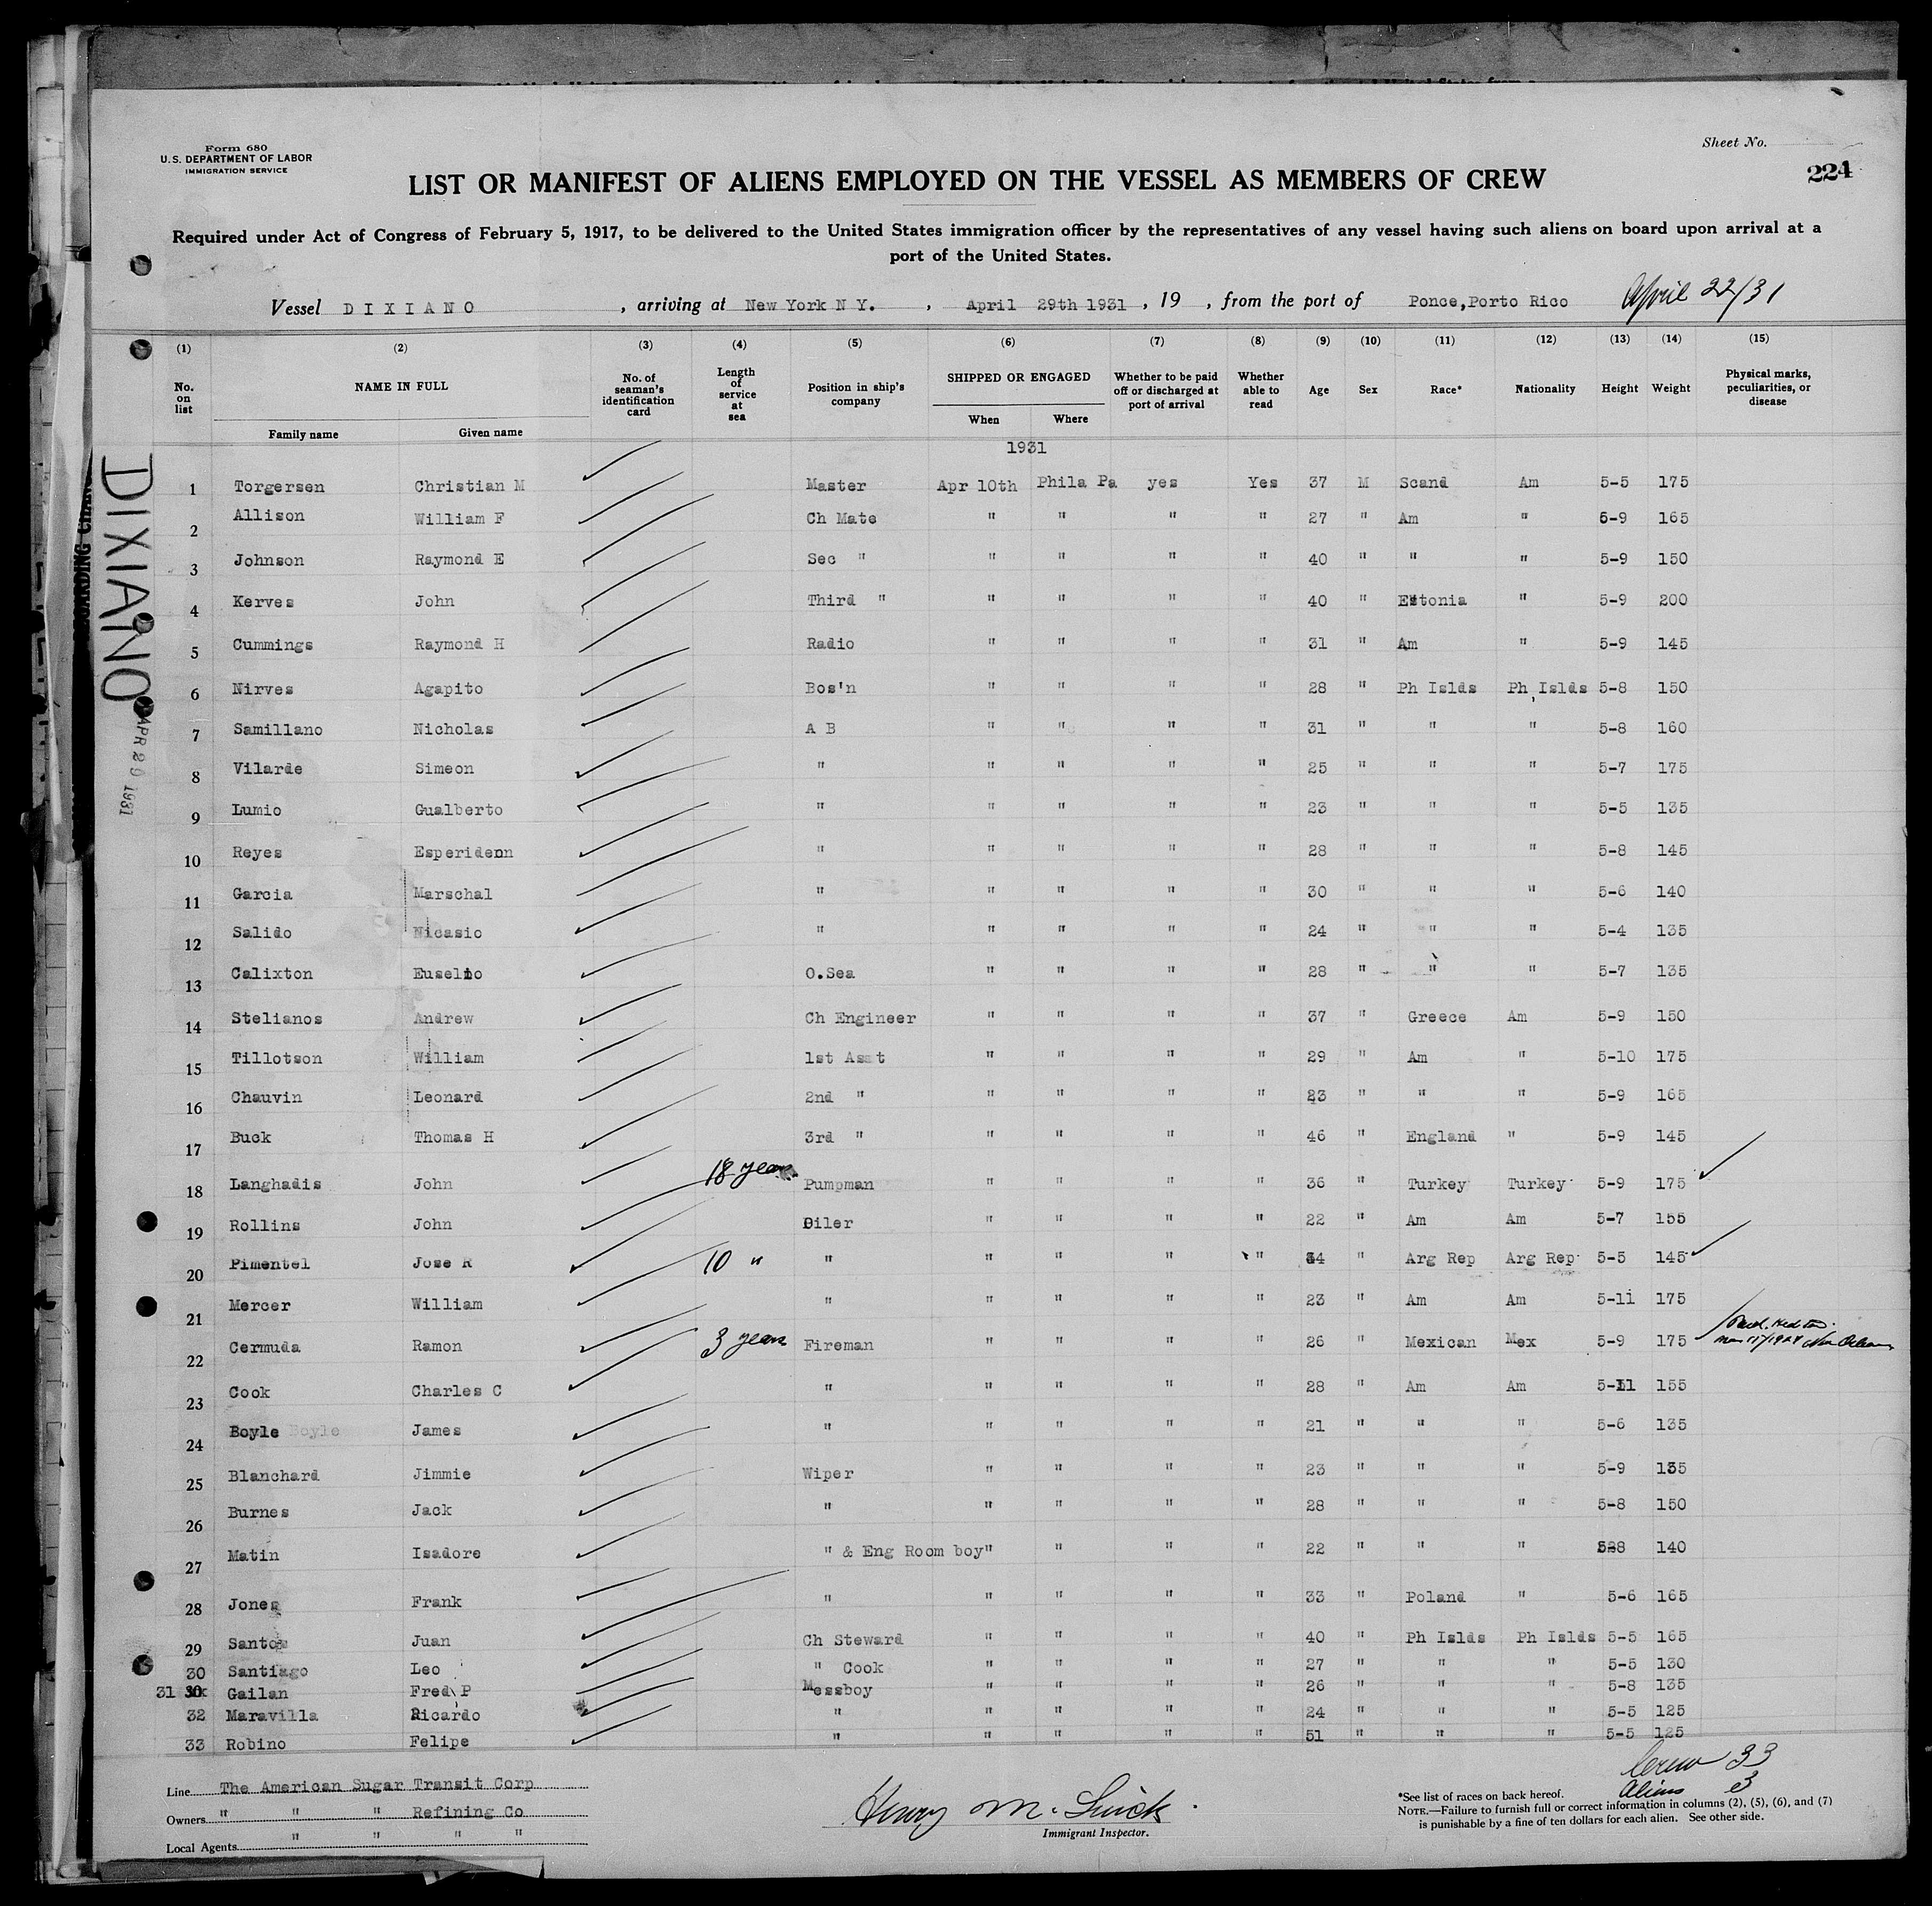 Form 680
U.S. DEPARTMENT OF LABOR
IMMIGRATION SERVICE
Sheet No.
224
LIST OR MANIFEST OF ALIENS EMPLOYED ON THE VESSEL AS MEMBERS OF CREW
Required under Act of Congress of February 5, 1917, to be delivered to the United States immigration officer by the representatives of any vessel having such aliens on board upon arrival at a
port of the United States.
Vessel DIXIANO , arriving at New York N Y. , April 29th 1931 , 19 , from the port of Ponce,Porto Rico April 22/31
(1) (2) (3) (4) (5) (6) (7) (8) (9) (10) (11) (12) (13) (14) (15)
No. on list NAME IN FULL Family name Given name No. of seaman's identification card Length of service at sea Position in ship's company SHIPPED OR ENGAGED When Where Whether to be paid off or discharged at port of arrival Whether able to read Age Sex Race* Nationality Height Weight Physical marks, peculiarities, or disease
1931
1 Torgersen Christian M Master Apr 10th Phila Pa yes Yes 37 M Scand Am 5-5 175
2 Allison William F Ch Mate " " " " 27 " Am " 5-9 165
3 Johnson Raymond E Sec " " " " " 40 " " " 5-9 150
4 Kerves John Third " " " " " 40 " Estonia " 5-9 200
5 Cummings Raymond H Radio " " " " 31 " Am " 5-9 145
6 Nirves Agapito Bos'n " " " " 28 " Ph Islds Ph Islds 5-8 150
7 Samillano Nicholas A B " " " " 31 " " " 5-8 160
8 Vilarde Simeon " " " " " 25 " " " 5-7 175
9 Lumio Gualberto " " " " " 23 " " " 5-5 135
10 Reyes Esperidenn " " " " " 28 " " " 5-8 145
11 Garcia Marschal " " " " " 30 " " " 5-6 140
12 Salido Nicasio " " " " " 24 " " " 5-4 135
13 Calixton Euselio O.Sea " " " " 28 " " " 5-7 135
14 Stelianos Andrew Ch Engineer " " " " 37 " Greece Am 5-9 150
15 Tillotson William 1st Asst " " " " 29 " Am " 5-10 175
16 Chauvin Leonard 2nd " " " " " 23 " " " 5-9 165
17 Buck Thomas H 3rd " " " " " 46 " England " 5-9 145
18 Langhadis John 18 years Pumpman " " " " 36 " Turkey Turkey 5-9 175
19 Rollins John Oiler " " " " 22 " Am Am 5-7 155
20 Pimentel Jose R 10 " " " " " " 34 " Arg Rep Arg Rep 5-5 145
21 Mercer William " " " " " 23 " Am Am 5-11 175
22 Cermuda Ramon 3 years Fireman " " " " 26 " Mexican Mex 5-9 175
23 Cook Charles C " " " " " 28 " Am Am 5-11 155
24 Boyle Boyle James " " " " " 21 " " " 5-6 135
25 Blanchard Jimmie Wiper " " " " 23 " " " 5-9 135
26 Burnes Jack " " " " " 28 " " " 5-8 150
27 Matin Isadore " & Eng Room boy" " " " 22 " " " 5-8 140
28 Jones Frank " " " " " 33 " Poland " 5-6 165
29 Santos Juan Ch Steward " " " " 40 " Ph Islds Ph Islds 5-5 165
30 Santiago Leo " Cook " " " " 27 " " " 5-5 130
31 30 Gailan Fred P Messboy " " " " 26 " " " 5-8 135
32 Maravilla Ricardo " " " " " 24 " " " 5-5 125
33 Robino Felipe " " " " " 51 " " " 5-5 125
Crew 33
Aliens 3
Line The American Sugar Transit Corp
Owners " " " Refining Co
Local Agents " " " "
Henry M.
Immigrant Inspector.
*See list of races on back hereof.
NOTE.—Failure to furnish full or correct information in columns (2), (5), (6), and (7)
is punishable by a fine of ten dollars for each alien. See other side.
DIXIANO
APR 29 1931